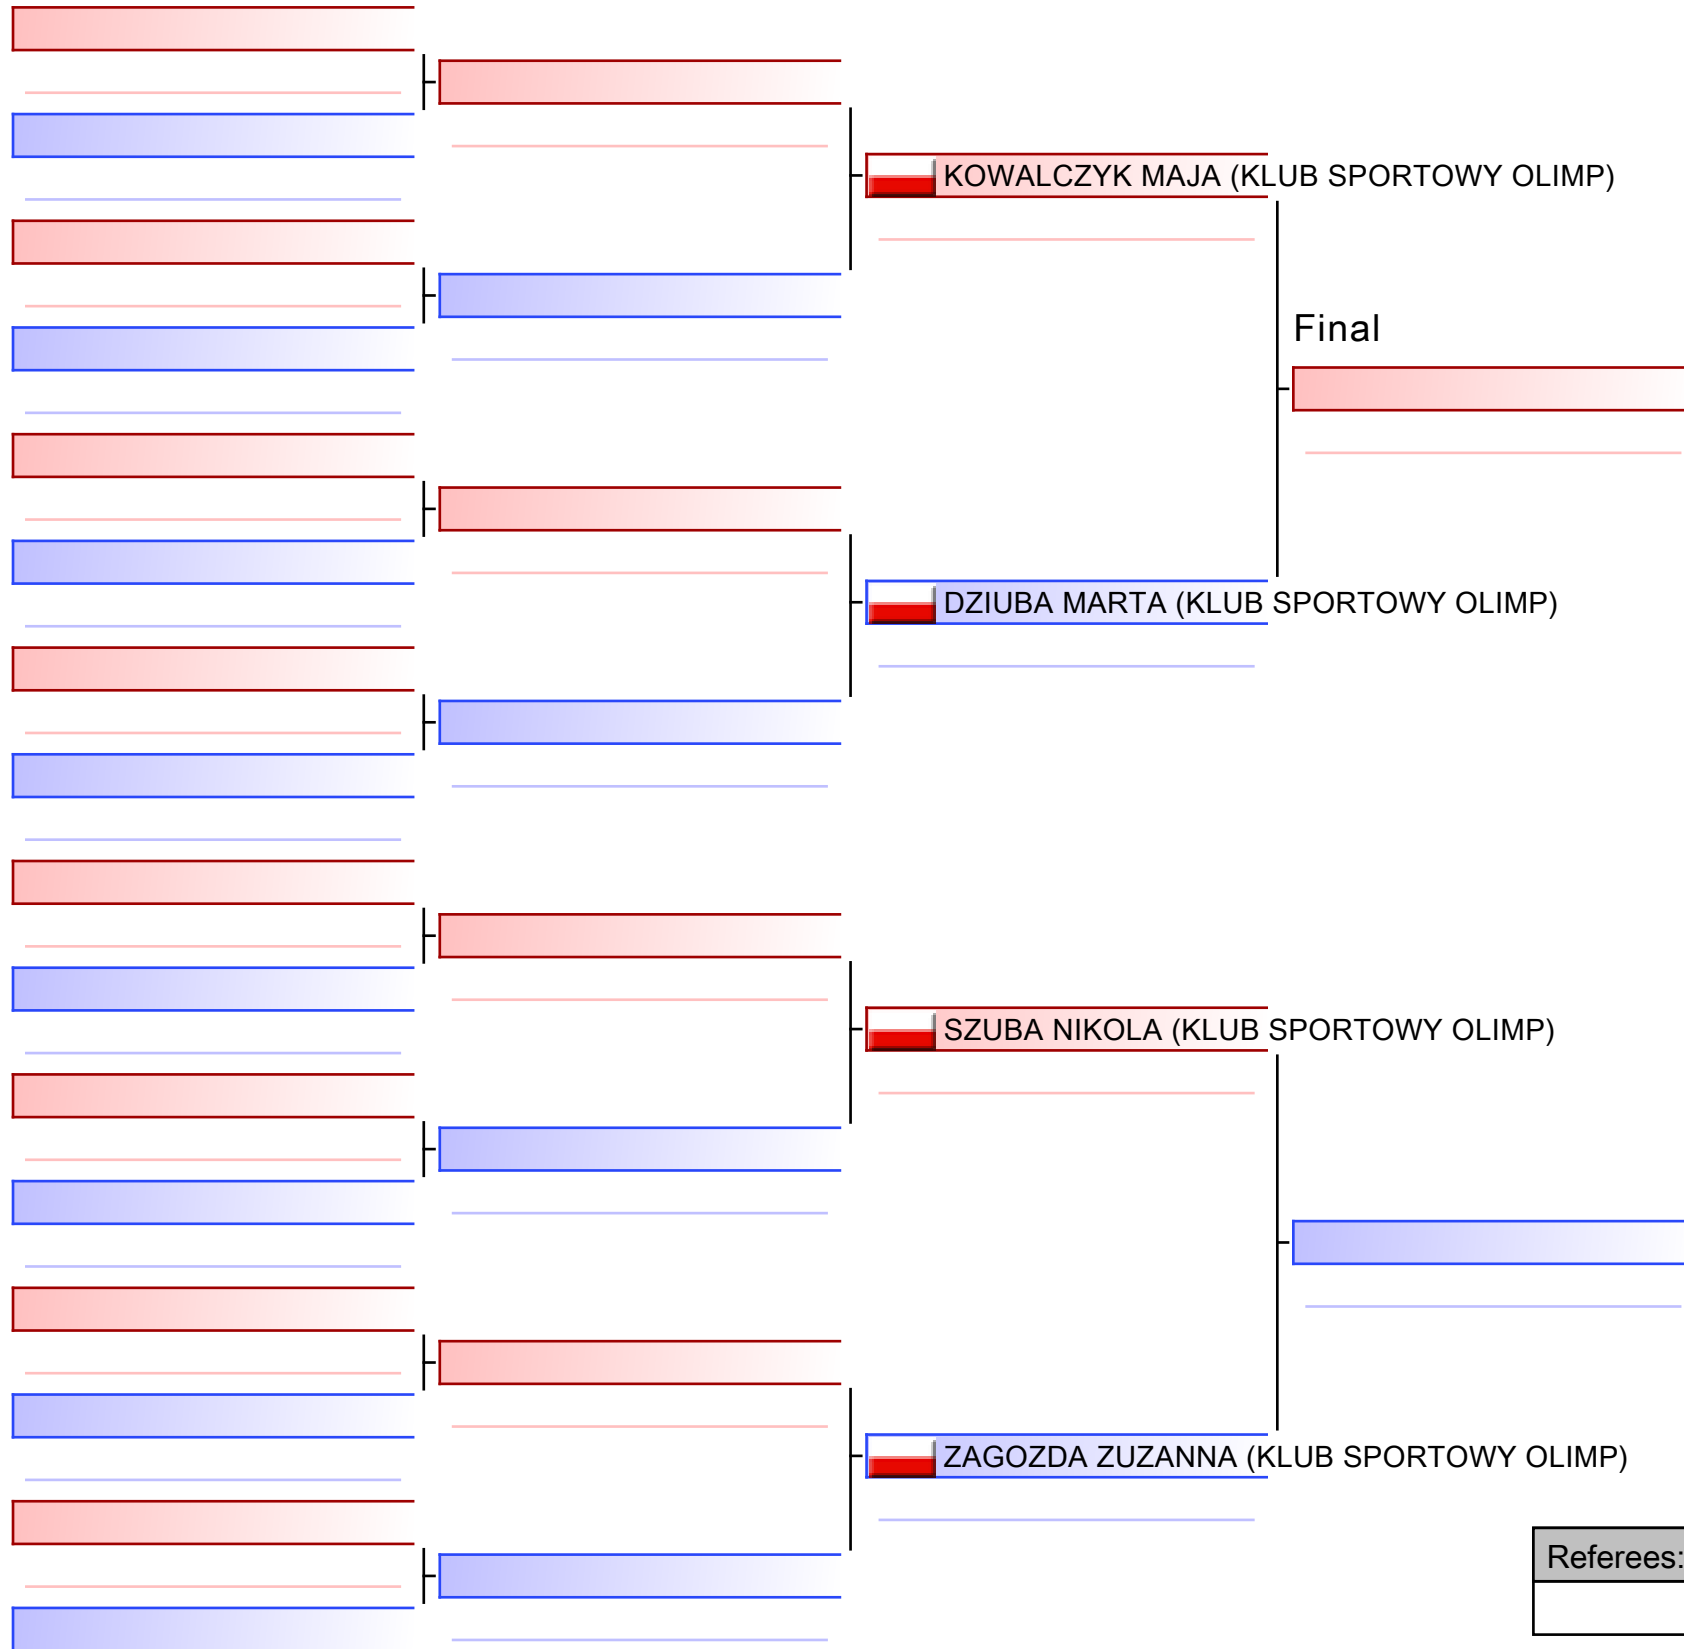 KOWALCZYK MAJA (KLUB SPORTOWY OLIMP)
Final
DZIUBA MARTA (KLUB SPORTOWY OLIMP)
SZUBA NIKOLA (KLUB SPORTOWY OLIMP)
ZAGOZDA ZUZANNA (KLUB SPORTOWY OLIMP)
Referees: